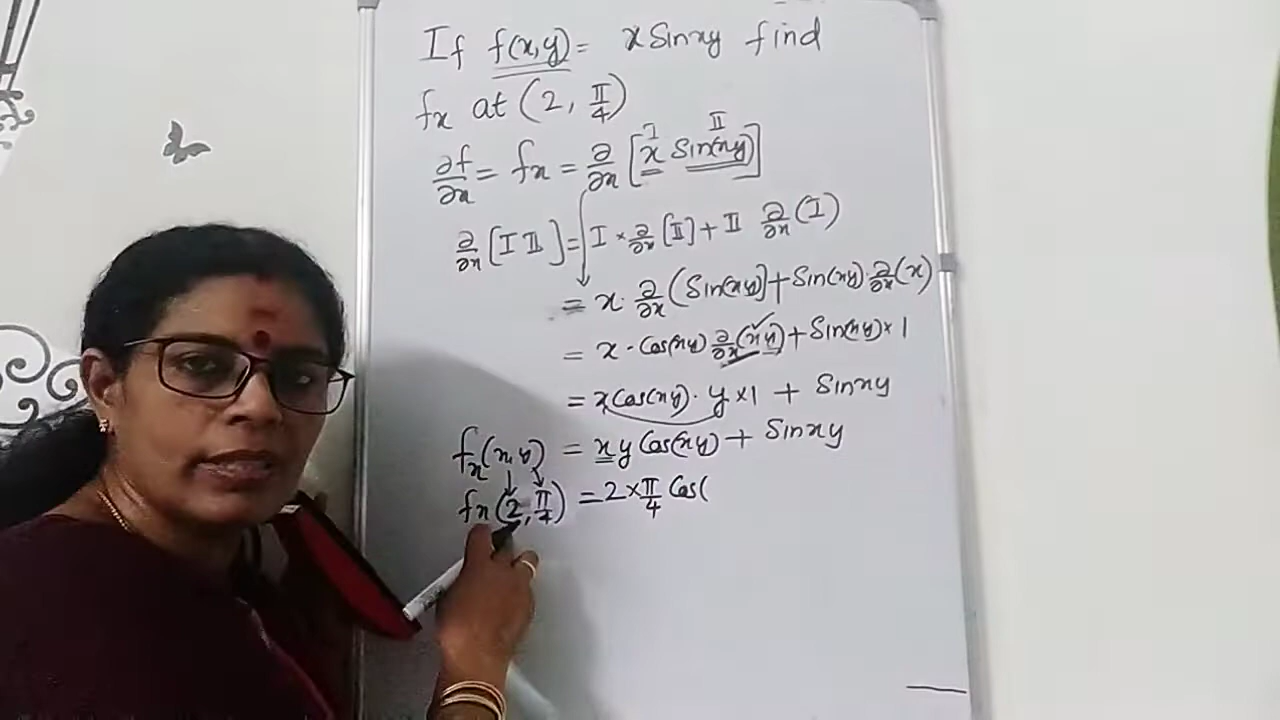 If f(x,y) = x Sinxy find
fx at (2, π/4)
∂f/∂x = fx = ∂/∂x [x Sin(xy)]
I II
∂/∂x [I II] = I × ∂/∂x [II] + II ∂/∂x (I)
= x · ∂/∂x (Sin(xy)] + Sin(xy) · ∂/∂x (x)
= x · Cos(xy) ∂/∂x (xy) + Sin(xy) × 1
= x Cos(xy) · y × 1 + Sinxy
fx(x,y) = xy Cos(xy) + Sinxy
fx(2, π/4) = 2 × π/4 Cos(